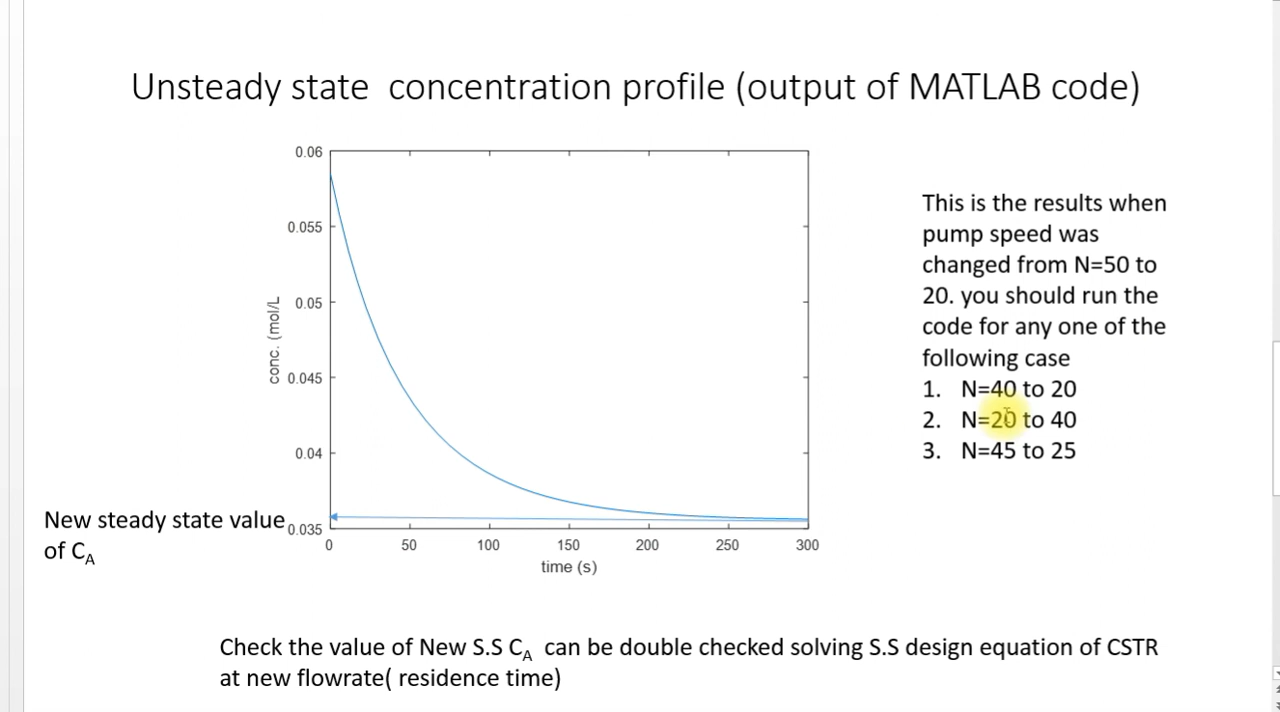 Unsteady state  concentration profile (output of MATLAB code)
0.06
0.055
0.05
0.045
0.04
0.035
conc. (mol/L
0
50
100
150
200
250
300
time (s)
New steady state value
of CA
This is the results when
pump speed was
changed from N=50 to
20. you should run the
code for any one of the
following case
1. N=40 to 20
2. N=20 to 40
3. N=45 to 25
Check the value of New S.S CA can be double checked solving S.S design equation of CSTR
at new flowrate( residence time)